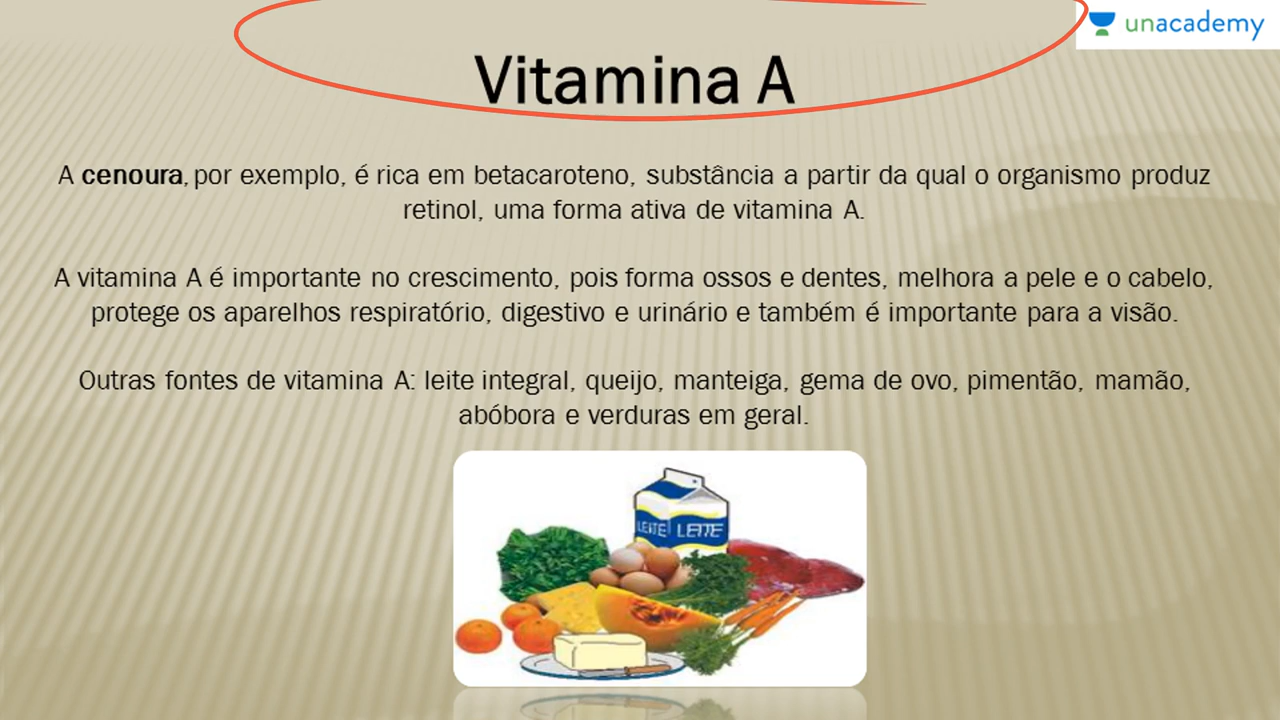 unacademy
Vitamina A
A cenoura, por exemplo, é rica em betacaroteno, substância a partir da qual o organismo produz
retinol, uma forma ativa de vitamina A.
A vitamina A é importante no crescimento, pois forma ossos e dentes, melhora a pele e o cabelo,
protege os aparelhos respiratório, digestivo e urinário e também é importante para a visão.
Outras fontes de vitamina A: leite integral, queijo, manteiga, gema de ovo, pimentão, mamão,
abóbora e verduras em geral.
LEITE LEITE